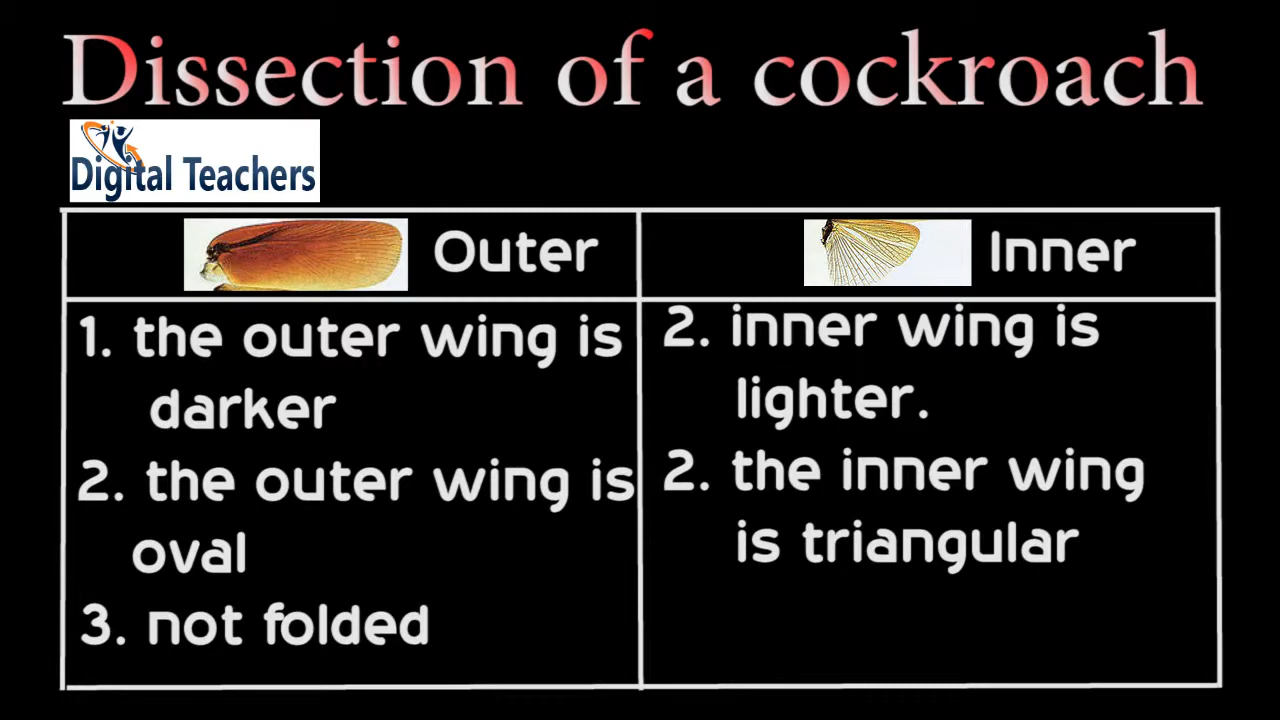 Dissection of a cockroach
Digital Teachers
Outer
1. the outer wing is
darker
2. the outer wing is
oval
3. not folded
Inner
2. inner wing is
lighter.
2. the inner wing
is triangular